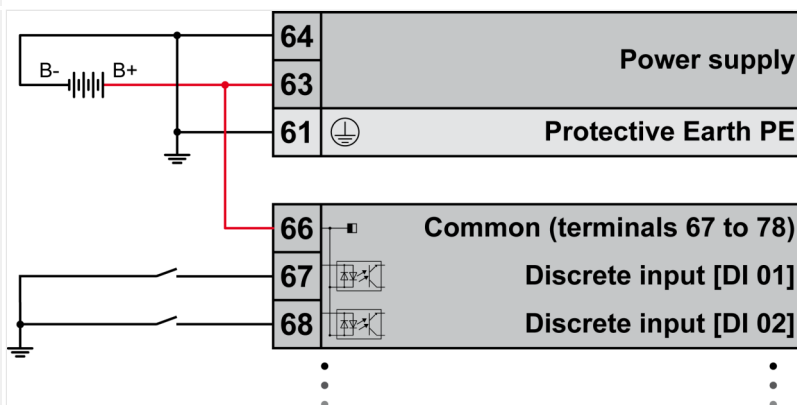 64 Power supply
B- B+
63
61 Protective Earth PE
66 Common (terminals 67 to 78)
67 Discrete input [DI 01]
68 Discrete input [DI 02]